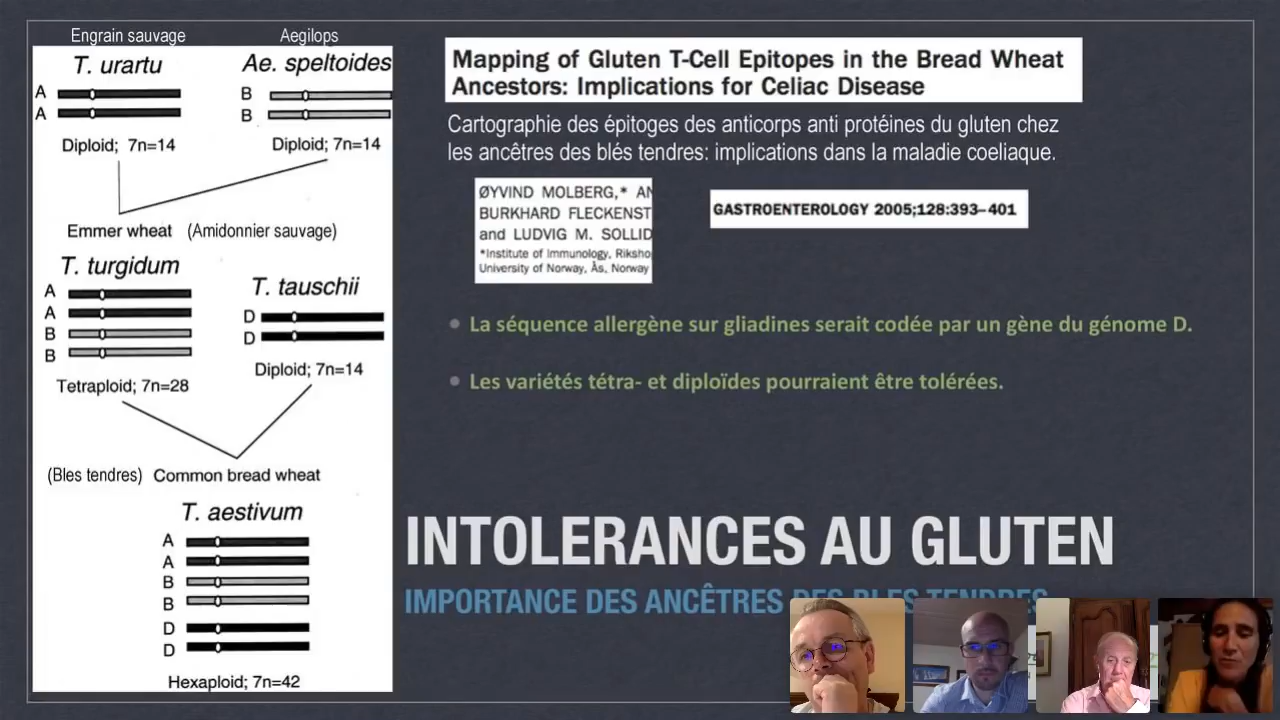 Engrain sauvage
Aegilops
T. urartu
Ae. speltoides
A
A
B
B
Diploid; 7n=14
Diploid; 7n=14
Emmer wheat (Amidonnier sauvage)
T. turgidum
T. tauschii
A
A
B
B
D
D
Diploid; 7n=14
Tetraploid; 7n=28
(Bles tendres) Common bread wheat
T. aestivum
A
A
B
B
D
D
Hexaploid; 7n=42
Mapping of Gluten T-Cell Epitopes in the Bread Wheat
Ancestors: Implications for Celiac Disease
Cartographie des épitoges des anticorps anti protéines du gluten chez
les ancêtres des blés tendres: implications dans la maladie coeliaque.
ØYVIND MOLBERG,* AN
BURKHARD FLECKENST
and LUDVIG M. SOLLID
*Institute of Immunology, Riksho
University of Norway, Ås, Norway
GASTROENTEROLOGY 2005;128:393–401
La séquence allergène sur gliadines serait codée par un gène du génome D.
Les variétés tétra- et diploïdes pourraient être tolérées.
INTOLERANCES AU GLUTEN
IMPORTANCE DES ANCÊTRES DES BLES TENDRES